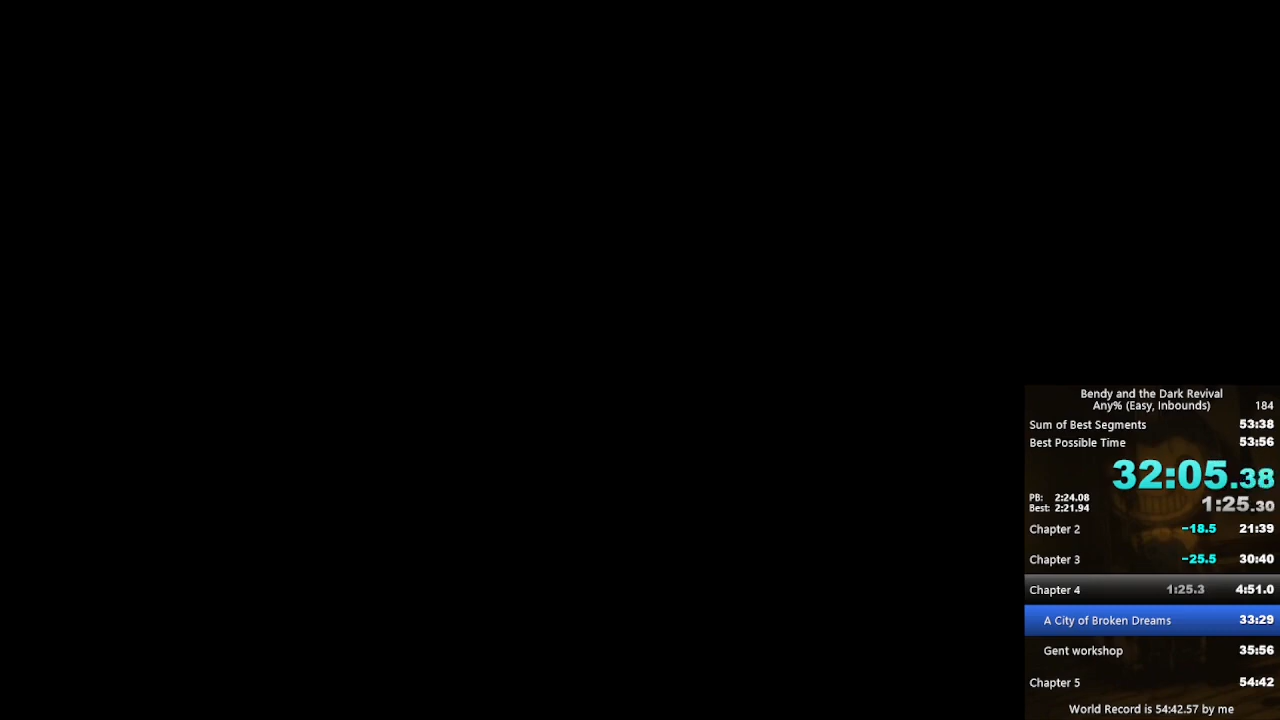 Bendy and the Dark Revival
Any% (Easy, Inbounds) 184
Sum of Best Segments 53:38
Best Possible Time 53:56
32:05.38
PB: 2:24.08
Best: 2:21.94
1:25.30
Chapter 2 -18.5 21:39
Chapter 3 -25.5 30:40
Chapter 4 1:25.3 4:51.0
A City of Broken Dreams 33:29
Gent workshop 35:56
Chapter 5 54:42
World Record is 54:42.57 by me